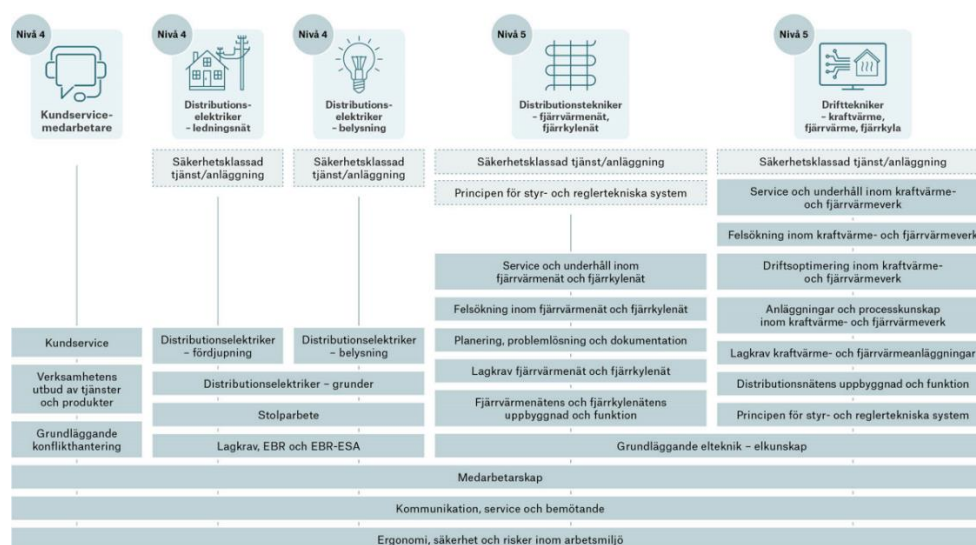 Nivå 4
Kundservice-
medarbetare
Nivå 4
Distributions-
elektriker
– ledningsnät
Nivå 4
Distributions-
elektriker
– belysning
Nivå 5
Distributionstekniker
– fjärrvärmenät,
fjärrkylenät
Nivå 5
Drifttekniker
– kraftvärme,
fjärrvärme, fjärrkyla
Säkerhetsklassad
tjänst/anläggning
Säkerhetsklassad
tjänst/anläggning
Säkerhetsklassad tjänst/anläggning
Principen för styr- och reglertekniska system
Säkerhetsklassad tjänst/anläggning
Service och underhåll inom kraftvärme-
och fjärrvärmeverk
Felsökning inom kraftvärme- och fjärrvärmeverk
Service och underhåll inom
fjärrvärmenät och fjärrkylenät
Driftsoptimering inom kraftvärme-
och fjärrvärmeverk
Felsökning inom fjärrvärmenät och fjärrkylenät
Anläggningar och processkunskap
inom kraftvärme- och fjärrvärmeverk
Kundservice
Distributionselektriker
– fördjupning
Distributionselektriker
– belysning
Planering, problemlösning och dokumentation
Lagkrav kraftvärme- och fjärrvärmeanläggningar
Verksamhetens
utbud av tjänster
och produkter
Distributionselektriker – grunder
Lagkrav fjärrvärmenät och fjärrkylenät
Distributionsnätens uppbyggnad och funktion
Stolparbete
Fjärrvärmenätens och fjärrkylenätens
uppbyggnad och funktion
Principen för styr- och reglertekniska system
Grundläggande
konflikthantering
Lagkrav, EBR och EBR-ESA
Grundläggande elteknik – elkunskap
Medarbetarskap
Kommunikation, service och bemötande
Ergonomi, säkerhet och risker inom arbetsmiljö